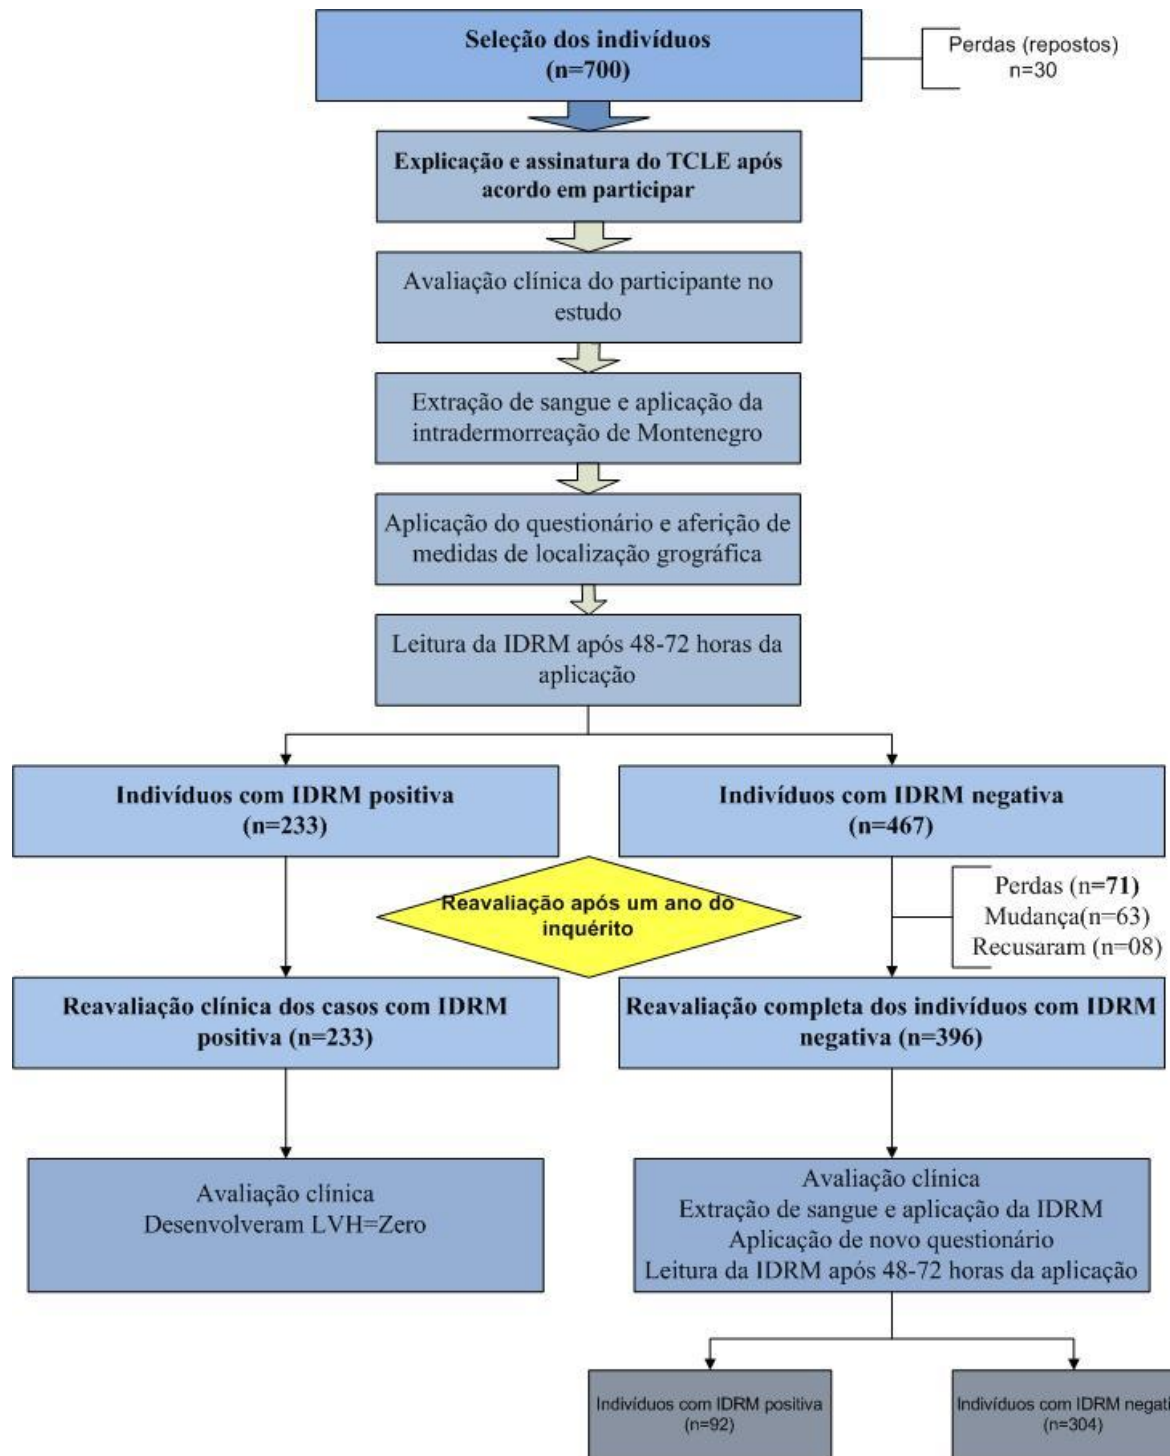 Seleção dos indivíduos
(n=700)
Perdas (repostos)
n=30
Explicação e assinatura do TCLE após
acordo em participar
Avaliação clínica do participante no
estudo
Extração de sangue e aplicação da
intradermorreação de Montenegro
Aplicação do questionário e aferição de
medidas de localização grográfica
Leitura da IDRM após 48-72 horas da
aplicação
Indivíduos com IDRM positiva
(n=233)
Indivíduos com IDRM negativa
(n=467)
Perdas (n=71)
Mudança(n=63)
Recusaram (n=08)
Reavaliação após um ano do
inquérito
Reavaliação clínica dos casos com IDRM
positiva (n=233)
Reavaliação completa dos indivíduos com IDRM
negativa (n=396)
Avaliação clínica
Desenvolveram LVH=Zero
Avaliação clínica
Extração de sangue e aplicação da IDRM
Aplicação de novo questionário
Leitura da IDRM após 48-72 horas da aplicação
Indivíduos com IDRM positiva
(n=92)
Indivíduos com IDRM negati
(n=304)